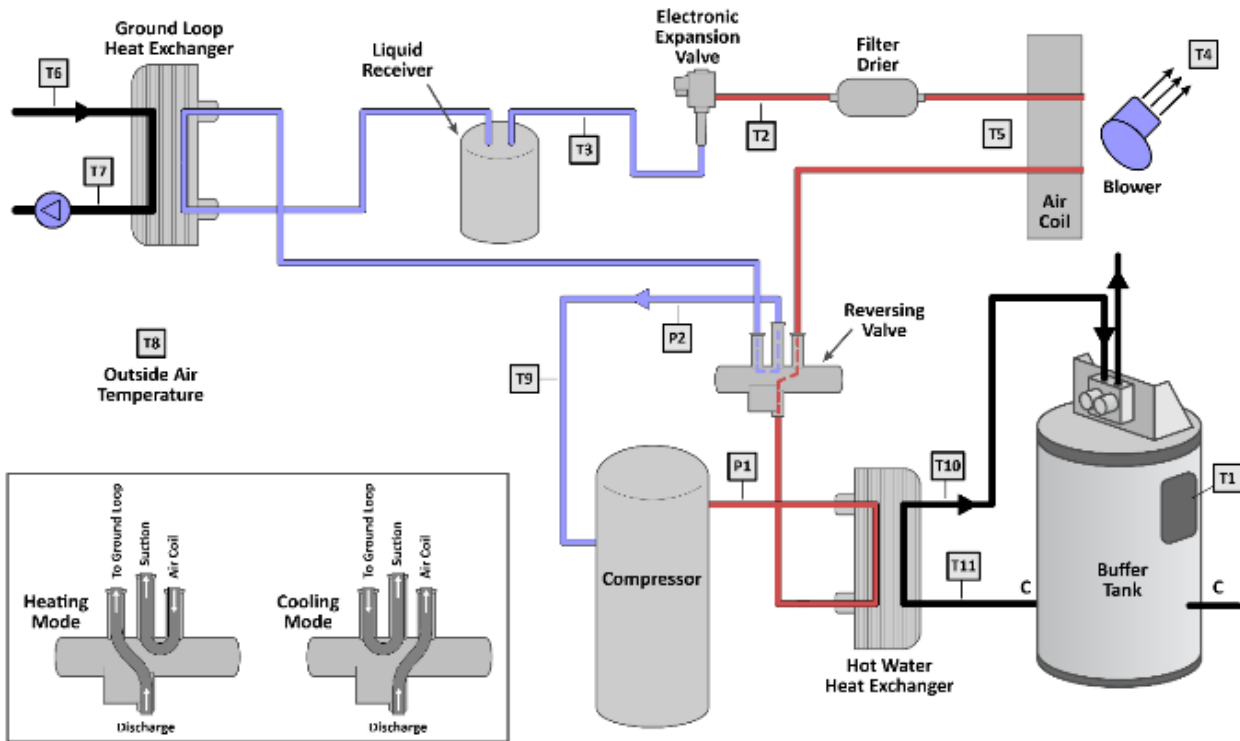 Ground Loop
Heat Exchanger
T6
T7
Liquid
Receiver
T3
Electronic
Expansion
Valve
T2
Filter
Drier
T5
T4
Blower
Air
Coil
T8
Outside Air
Temperature
P2
T9
Reversing
Valve
P1
T10
T11
T1
C
C
Compressor
Buffer
Tank
Hot Water
Heat Exchanger
To Ground Loop
Suction
Air Coil
Heating
Mode
Discharge
To Ground Loop
Suction
Air Coil
Cooling
Mode
Discharge